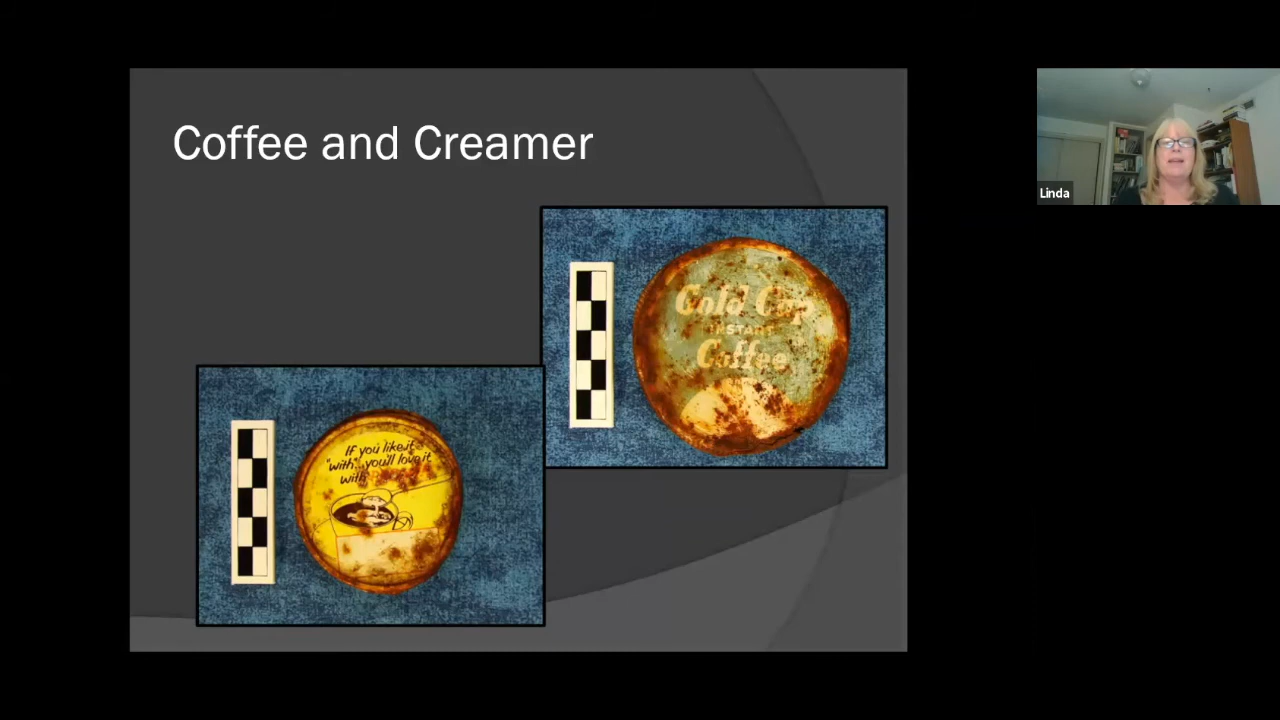 Coffee and Creamer
Gold Cup
INSTANT
Coffee
If you like it
"with"...you'll love it
with
Linda